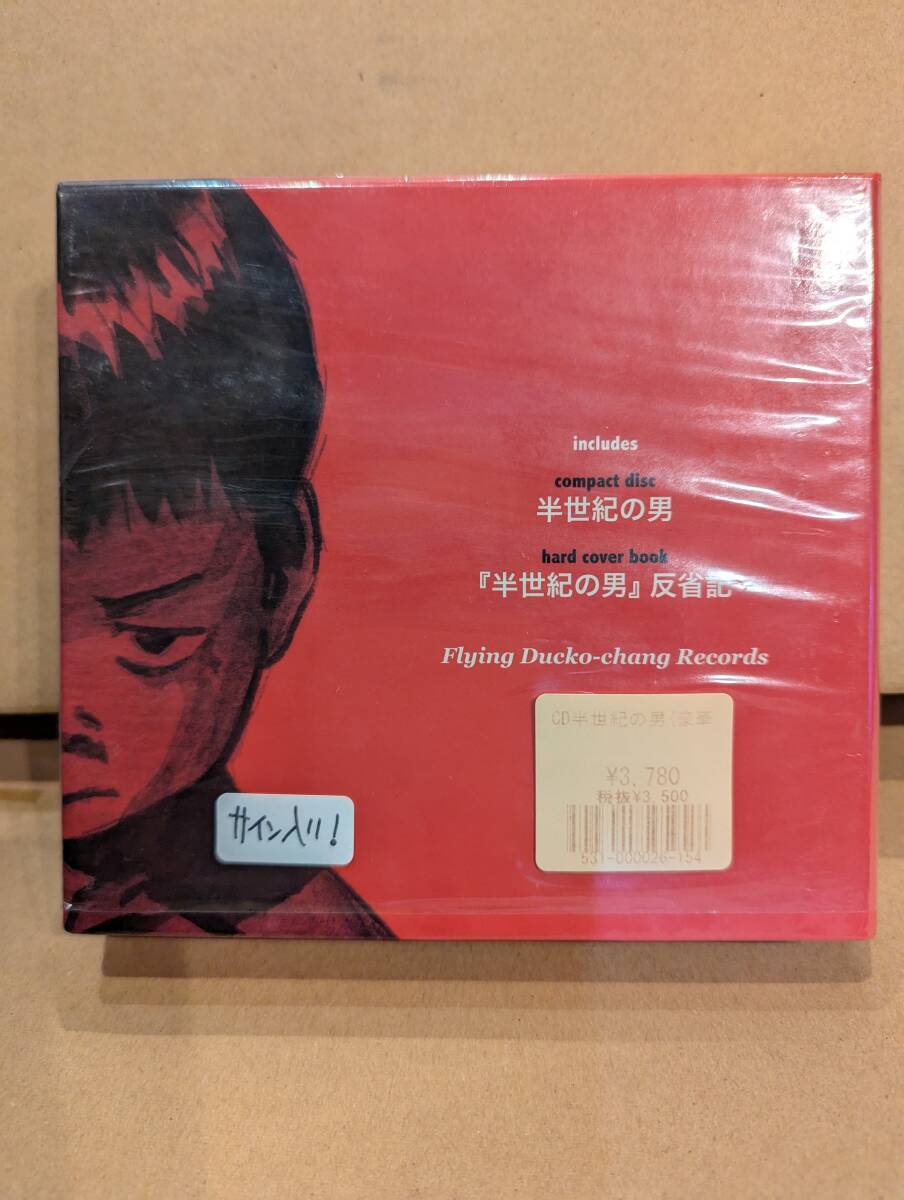 includes
compact disc
半世紀の男
hard cover book
『半世紀の男』反省記
Flying Ducko-chang Records
CD半世紀の男(豪華
¥3,780
税抜¥3,500
531-000026-154
サイン入り!